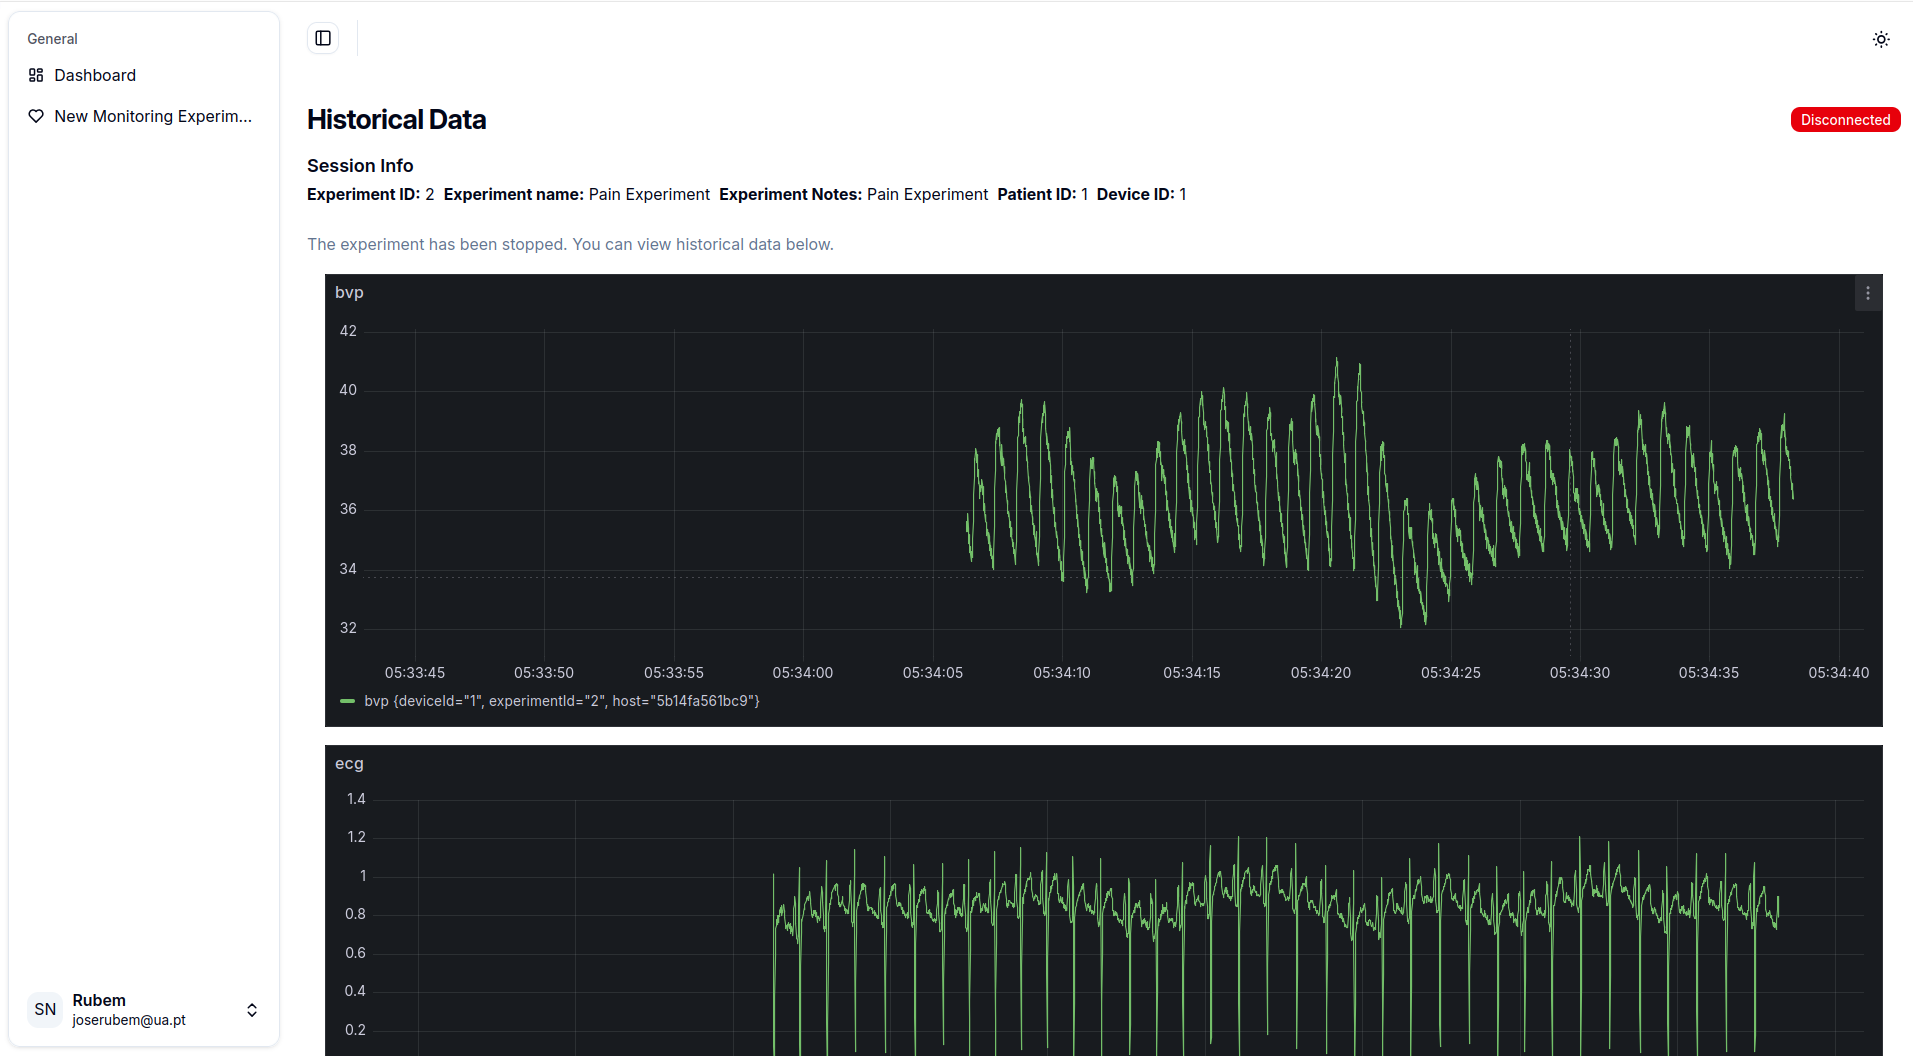 General
Dashboard
New Monitoring Experim...
Historical Data
Disconnected
Session Info
Experiment ID: 2 Experiment name: Pain Experiment Experiment Notes: Pain Experiment Patient ID: 1 Device ID: 1
The experiment has been stopped. You can view historical data below.
bvp
42
40
38
36
34
32
05:33:45 05:33:50 05:33:55 05:34:00 05:34:05 05:34:10 05:34:15 05:34:20 05:34:25 05:34:30 05:34:35 05:34:40
bvp {deviceId="1", experimentId="2", host="5b14fa561bc9"}
ecg
1.4
1.2
1
0.8
0.6
0.4
0.2
SN
Rubem
joserubem@ua.pt